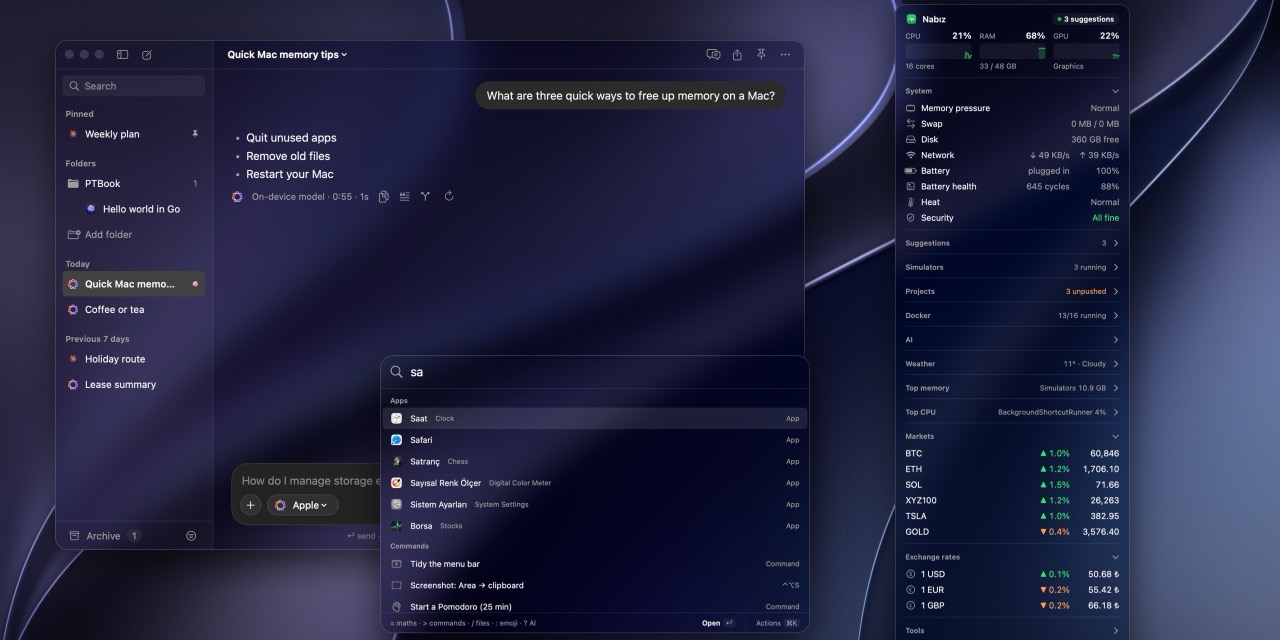 Quick Mac memory tips
Search
Pinned
Weekly plan
Folders
PTBook 1
Hello world in Go
Add folder
Today
Quick Mac memo...
Coffee or tea
Previous 7 days
Holiday route
Lease summary
Archive 1
What are three quick ways to free up memory on a Mac?
• Quit unused apps
• Remove old files
• Restart your Mac
On-device model · 0:55 · 1s
How do I manage storage e
Apple
↩ send
sa
Apps
Saat Clock App
Safari App
Satranç Chess App
Sayısal Renk Ölçer Digital Color Meter App
Sistem Ayarları System Settings App
Borsa Stocks App
Commands
Tidy the menu bar Command
Screenshot: Area → clipboard ⌃⌥S
Start a Pomodoro (25 min) Command
= maths · > commands · / files · : emoji · ? AI Open ↩ Actions ⌘K
Nabız 3 suggestions
CPU 21% RAM 68% GPU 22%
16 cores 33 / 48 GB Graphics
System
Memory pressure Normal
Swap 0 MB / 0 MB
Disk 360 GB free
Network ↓ 49 KB/s ↑ 39 KB/s
Battery plugged in 100%
Battery health 645 cycles 88%
Heat Normal
Security All fine
Suggestions 3
Simulators 3 running
Projects 3 unpushed
Docker 13/16 running
AI
Weather 11° · Cloudy
Top memory Simulators 10.9 GB
Top CPU BackgroundShortcutRunner 4%
Markets
BTC ▲ 1.0% 60,846
ETH ▲ 1.2% 1,706.10
SOL ▲ 1.5% 71.66
XYZ100 ▲ 1.2% 26,263
TSLA ▲ 1.0% 382.95
GOLD ▼ 0.4% 3,576.40
Exchange rates
1 USD ▲ 0.1% 50.68 ₺
1 EUR ▼ 0.2% 55.42 ₺
1 GBP ▼ 0.2% 66.18 ₺
Tools